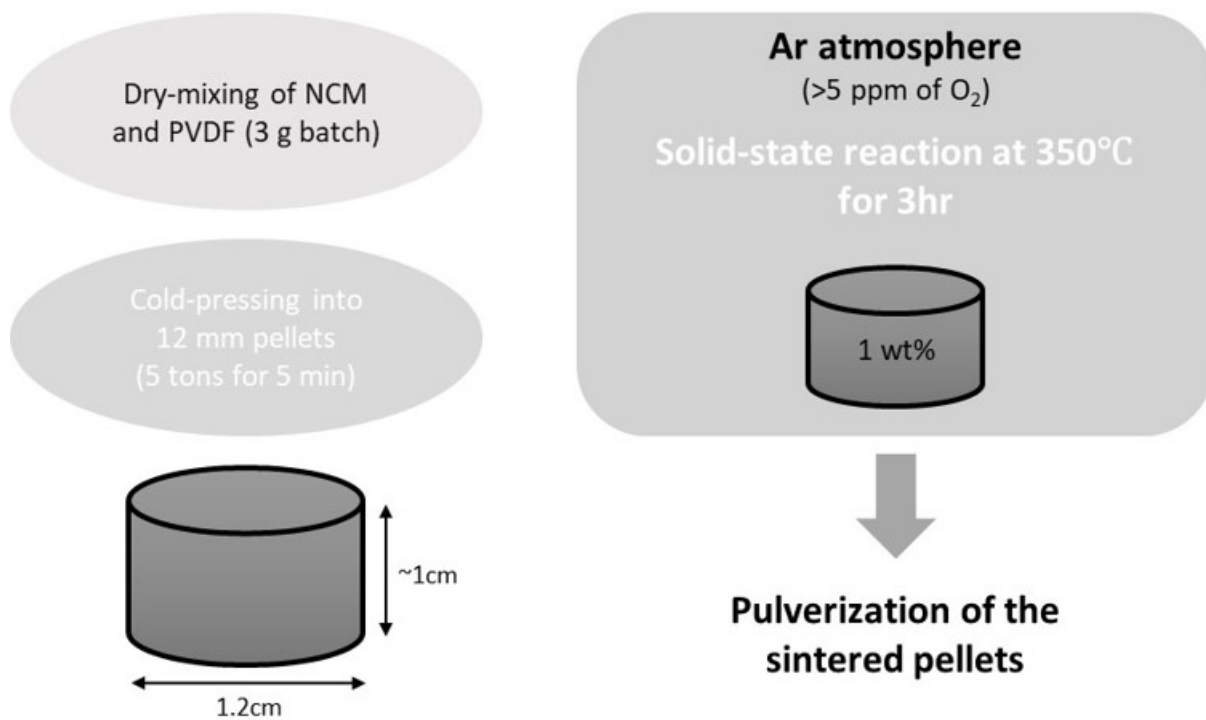 Dry-mixing of NCM
and PVDF (3 g batch)
Cold-pressing into
12 mm pellets
(5 tons for 5 min)
~1cm
1.2cm
Ar atmosphere
(>5 ppm of O₂)
Solid-state reaction at 350℃
for 3hr
1 wt%
Pulverization of the
sintered pellets